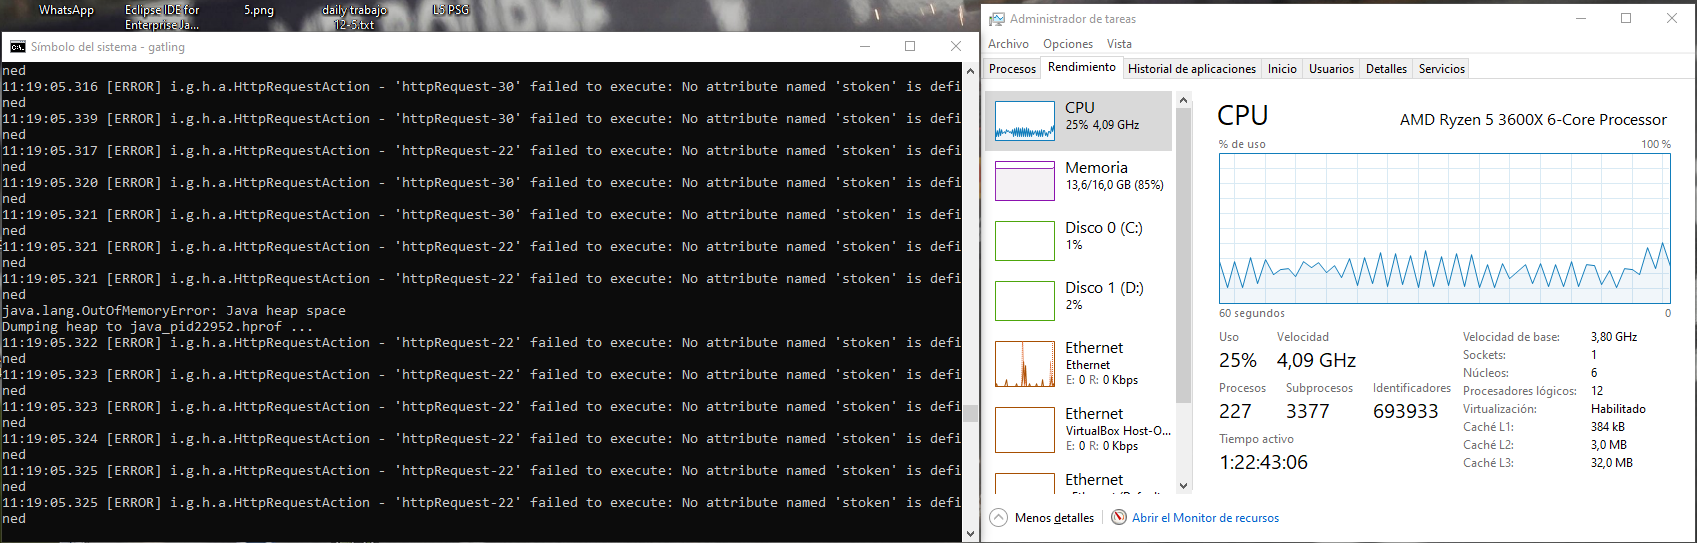 WhatsApp
Eclipse IDE for
Enterprise Ja...
5.png
daily trabajo
12-5.txt
L5 PSG
Símbolo del sistema - gatling
ned
11:19:05.316 [ERROR] i.g.h.a.HttpRequestAction - 'httpRequest-30' failed to execute: No attribute named 'stoken' is defi
ned
11:19:05.339 [ERROR] i.g.h.a.HttpRequestAction - 'httpRequest-30' failed to execute: No attribute named 'stoken' is defi
ned
11:19:05.317 [ERROR] i.g.h.a.HttpRequestAction - 'httpRequest-22' failed to execute: No attribute named 'stoken' is defi
ned
11:19:05.320 [ERROR] i.g.h.a.HttpRequestAction - 'httpRequest-30' failed to execute: No attribute named 'stoken' is defi
ned
11:19:05.321 [ERROR] i.g.h.a.HttpRequestAction - 'httpRequest-30' failed to execute: No attribute named 'stoken' is defi
ned
11:19:05.321 [ERROR] i.g.h.a.HttpRequestAction - 'httpRequest-22' failed to execute: No attribute named 'stoken' is defi
ned
11:19:05.321 [ERROR] i.g.h.a.HttpRequestAction - 'httpRequest-22' failed to execute: No attribute named 'stoken' is defi
ned
java.lang.OutOfMemoryError: Java heap space
Dumping heap to java_pid22952.hprof ...
11:19:05.322 [ERROR] i.g.h.a.HttpRequestAction - 'httpRequest-22' failed to execute: No attribute named 'stoken' is defi
ned
11:19:05.323 [ERROR] i.g.h.a.HttpRequestAction - 'httpRequest-22' failed to execute: No attribute named 'stoken' is defi
ned
11:19:05.323 [ERROR] i.g.h.a.HttpRequestAction - 'httpRequest-22' failed to execute: No attribute named 'stoken' is defi
ned
11:19:05.324 [ERROR] i.g.h.a.HttpRequestAction - 'httpRequest-22' failed to execute: No attribute named 'stoken' is defi
ned
11:19:05.325 [ERROR] i.g.h.a.HttpRequestAction - 'httpRequest-22' failed to execute: No attribute named 'stoken' is defi
ned
11:19:05.325 [ERROR] i.g.h.a.HttpRequestAction - 'httpRequest-22' failed to execute: No attribute named 'stoken' is defi
ned
Administrador de tareas
Archivo Opciones Vista
Procesos Rendimiento Historial de aplicaciones Inicio Usuarios Detalles Servicios
CPU
25% 4,09 GHz
Memoria
13,6/16,0 GB (85%)
Disco 0 (C:)
1%
Disco 1 (D:)
2%
Ethernet
Ethernet
E: 0 R: 0 Kbps
Ethernet
VirtualBox Host-O...
E: 0 R: 0 Kbps
Ethernet
CPU
AMD Ryzen 5 3600X 6-Core Processor
% de uso
100 %
60 segundos
0
Uso Velocidad
25% 4,09 GHz
Procesos Subprocesos Identificadores
227 3377 693933
Tiempo activo
1:22:43:06
Velocidad de base: 3,80 GHz
Sockets: 1
Núcleos: 6
Procesadores lógicos: 12
Virtualización: Habilitado
Caché L1: 384 kB
Caché L2: 3,0 MB
Caché L3: 32,0 MB
Menos detalles
Abrir el Monitor de recursos